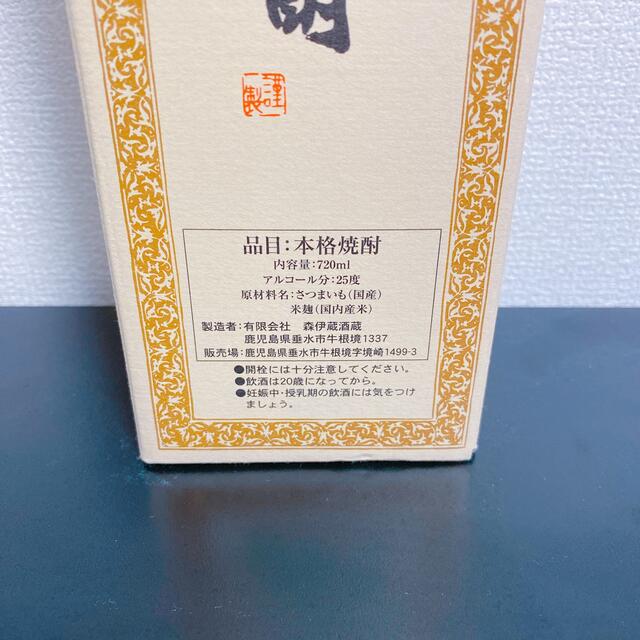 謹製
品目：本格焼酎
内容量：720ml
アルコール分：25度
原材料名：さつまいも（国産）
米麹（国内産米）
製造者：有限会社　森伊蔵酒蔵
鹿児島県垂水市牛根境1337
販売場：鹿児島県垂水市牛根境字境崎1499-3
●開栓には十分注意してください。
●飲酒は20歳になってから。
●妊娠中・授乳期の飲酒には気をつけ
ましょう。